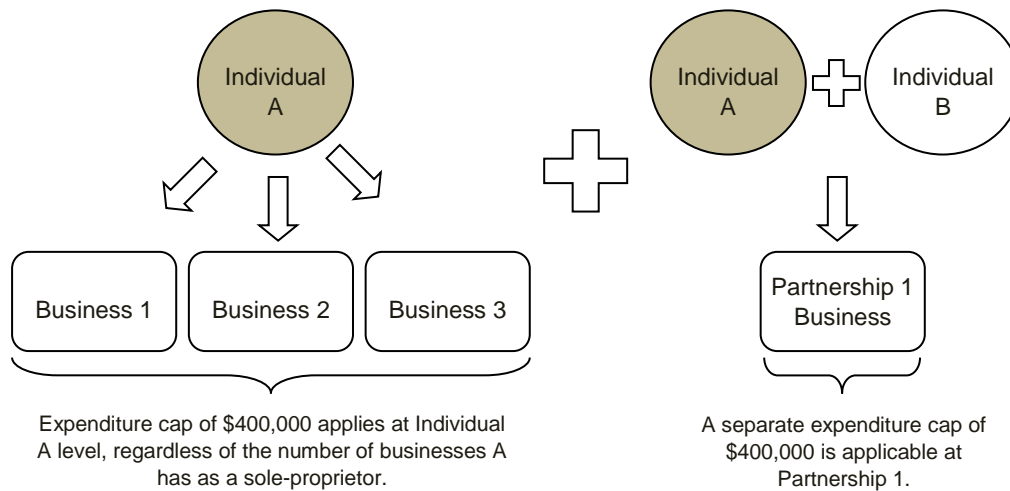 Individual
A
Individual
A
Individual
B
Business 1
Business 2
Business 3
Partnership 1
Business
Expenditure cap of $400,000 applies at Individual
A level, regardless of the number of businesses A
has as a sole-proprietor.
A separate expenditure cap of
$400,000 is applicable at
Partnership 1.